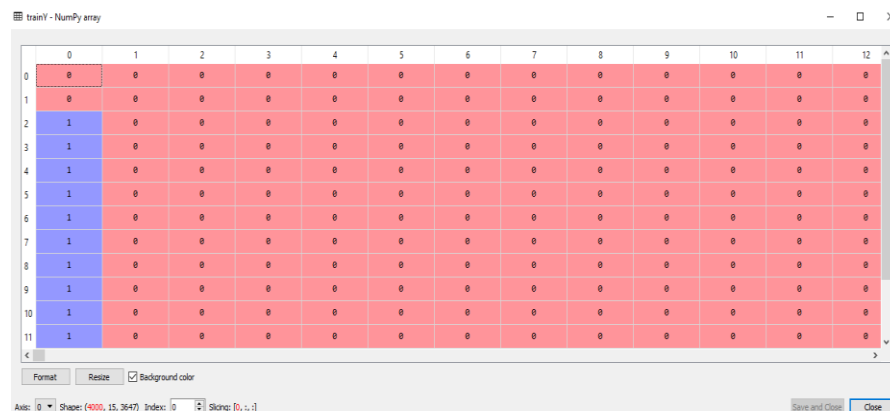 trainY - NumPy array
0 1 2 3 4 5 6 7 8 9 10 11 12
0 0 0 0 0 0 0 0 0 0 0 0 0 0
1 0 0 0 0 0 0 0 0 0 0 0 0 0
2 1 0 0 0 0 0 0 0 0 0 0 0 0
3 1 0 0 0 0 0 0 0 0 0 0 0 0
4 1 0 0 0 0 0 0 0 0 0 0 0 0
5 1 0 0 0 0 0 0 0 0 0 0 0 0
6 1 0 0 0 0 0 0 0 0 0 0 0 0
7 1 0 0 0 0 0 0 0 0 0 0 0 0
8 1 0 0 0 0 0 0 0 0 0 0 0 0
9 1 0 0 0 0 0 0 0 0 0 0 0 0
10 1 0 0 0 0 0 0 0 0 0 0 0 0
11 1 0 0 0 0 0 0 0 0 0 0 0 0
Format Resize Background color
Axis: 0 Shape: (4000, 15, 3647) Index: 0 Slicing: [0, :, :] Save and Close Close